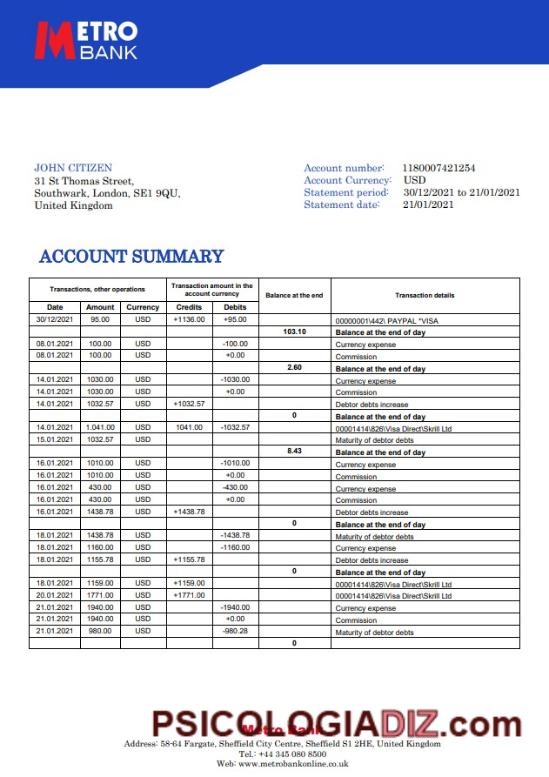 METRO
BANK
JOHN CITIZEN
31 St Thomas Street,
Southwark, London, SE1 9QU,
United Kingdom
Account number: 1180007421254
Account Currency: USD
Statement period: 30/12/2021 to 21/01/2021
Statement date: 21/01/2021
ACCOUNT SUMMARY
Transactions, other operations Transaction amount in the account currency Balance at the end Transaction details
Date Amount Currency Credits Debits
30/12/2021 95.00 USD +1136.00 +95.00 00000001\442\ PAYPAL "VISA
103.10 Balance at the end of day
08.01.2021 100.00 USD -100.00 Currency expense
08.01.2021 100.00 USD +0.00 Commission
2.60 Balance at the end of day
14.01.2021 1030.00 USD -1030.00 Currency expense
14.01.2021 1030.00 USD +0.00 Commission
14.01.2021 1032.57 USD +1032.57 Debtor debts increase
0 Balance at the end of day
14.01.2021 1.041.00 USD 1041.00 -1032.57 00001414\826\Visa Direct\Skrill Ltd
15.01.2021 1032.57 USD Maturity of debtor debts
8.43 Balance at the end of day
16.01.2021 1010.00 USD -1010.00 Currency expense
16.01.2021 1010.00 USD +0.00 Commission
16.01.2021 430.00 USD -430.00 Currency expense
16.01.2021 430.00 USD +0.00 Commission
16.01.2021 1438.78 USD +1438.78 Debtor debts increase
0 Balance at the end of day
18.01.2021 1438.78 USD -1438.78 Maturity of debtor debts
18.01.2021 1160.00 USD -1160.00 Currency expense
18.01.2021 1155.78 USD +1155.78 Debtor debts increase
0 Balance at the end of day
18.01.2021 1159.00 USD +1159.00 00001414\826\Visa Direct\Skrill Ltd
20.01.2021 1771.00 USD +1771.00 00001414\826\Visa Direct\Skrill Ltd
21.01.2021 1940.00 USD -1940.00 Currency expense
21.01.2021 1940.00 USD +0.00 Commission
21.01.2021 980.00 USD -980.28 Maturity of debtor debts
0
PSICOLOGIADIZ.com
Metro Bank
Address: 58-64 Fargate, Sheffield City Centre, Sheffield S1 2HE, United Kingdom
Tel.: +44 345 080 8500
Web: www.metrobankonline.co.uk